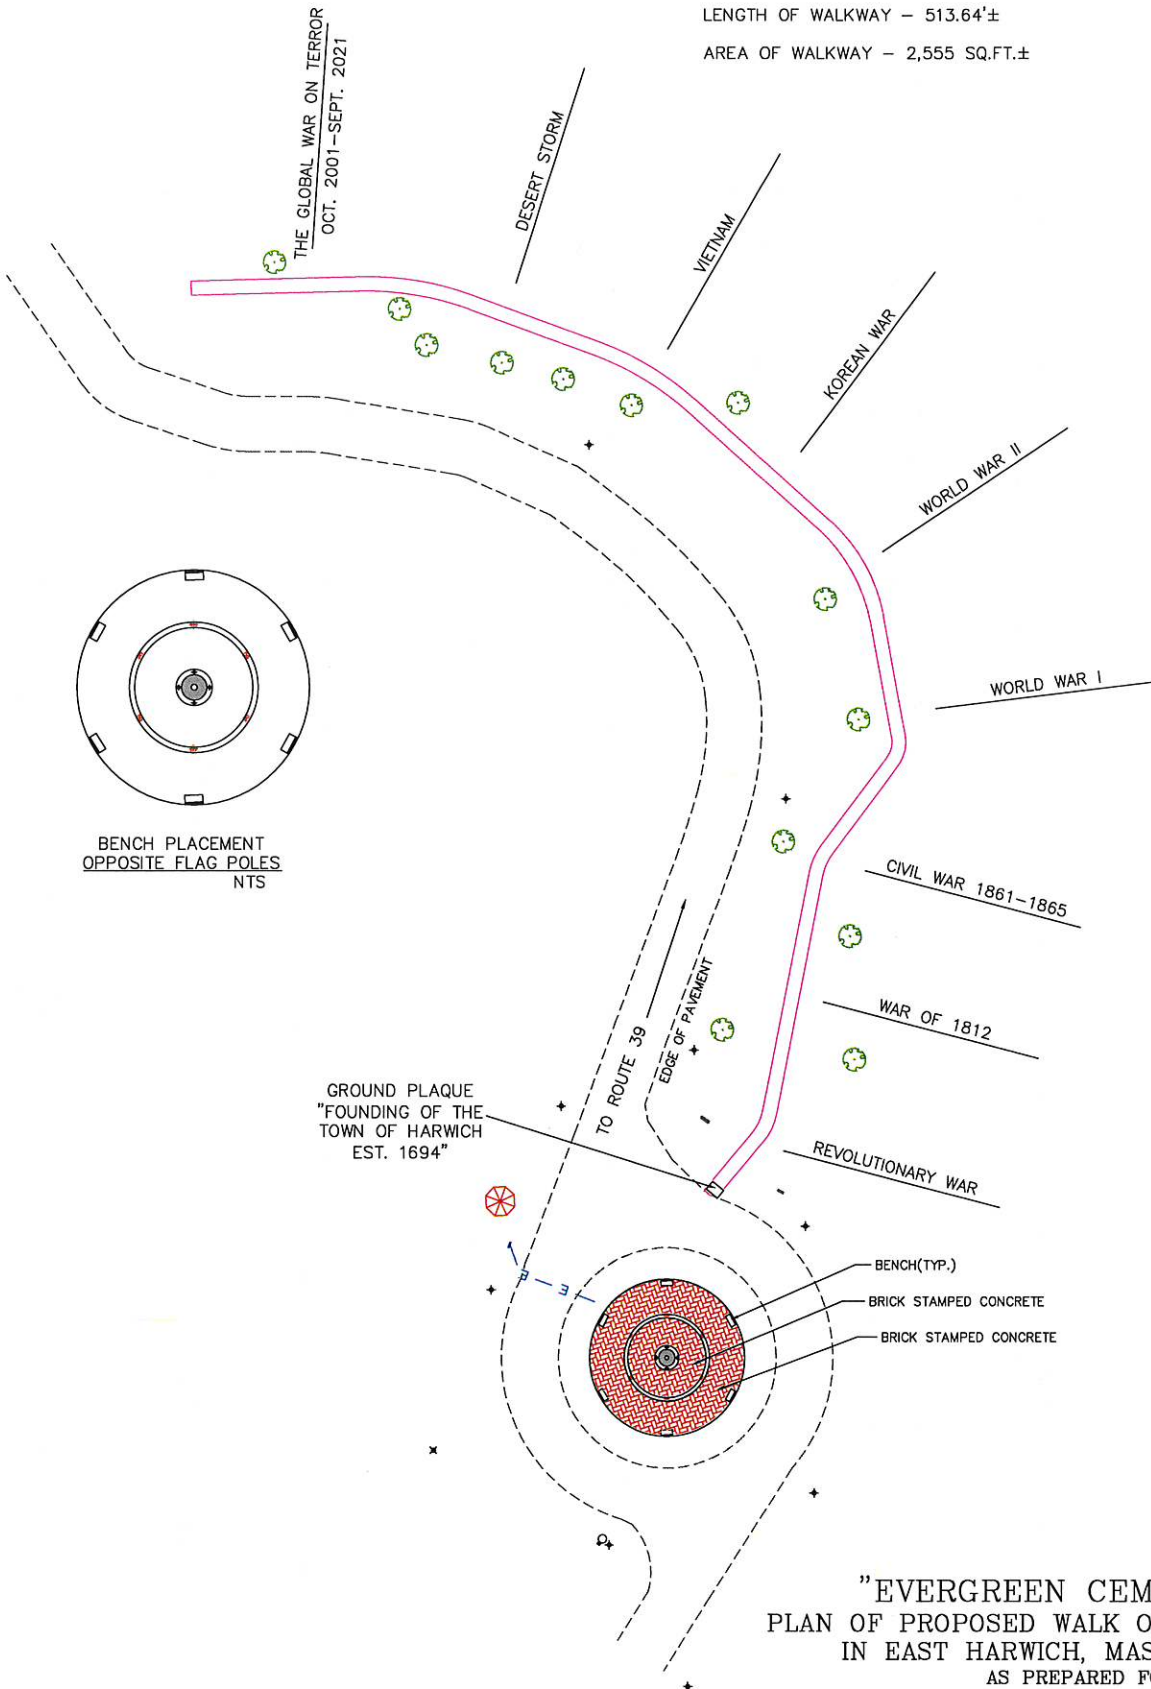 LENGTH OF WALKWAY – 513.64'±
AREA OF WALKWAY – 2,555 SQ.FT.±
THE GLOBAL WAR ON TERROR
OCT. 2001–SEPT. 2021
DESERT STORM
VIETNAM
KOREAN WAR
WORLD WAR II
WORLD WAR I
BENCH PLACEMENT
OPPOSITE FLAG POLES
NTS
CIVIL WAR 1861–1865
WAR OF 1812
TO ROUTE 39
EDGE OF PAVEMENT
GROUND PLAQUE
"FOUNDING OF THE
TOWN OF HARWICH
EST. 1694"
REVOLUTIONARY WAR
E
E
BENCH(TYP.)
BRICK STAMPED CONCRETE
BRICK STAMPED CONCRETE
"EVERGREEN CEM
PLAN OF PROPOSED WALK O
IN EAST HARWICH, MAS
AS PREPARED FO